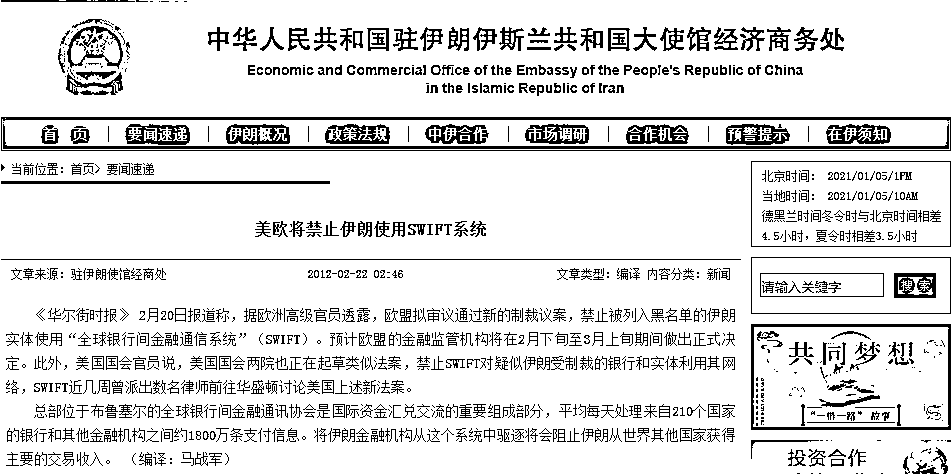 中华人民共和国驻伊朗伊斯兰共和国大使馆经济商务处
Economic and Commercial Office of the Embassy of the People's Republic of China
in the Islamic Republic of Iran
首 页 要闻速递 伊朗概况 政策法规 中伊合作 市场调研 合作机会 预警提示 在伊须知
当前位置：首页> 要闻速递
美欧将禁止伊朗使用SWIFT系统
文章来源：驻伊朗使馆经商处 2012-02-22 02:46 文章类型：编译 内容分类：新闻
《华尔街时报》 2月20日报道称，据欧洲高级官员透露，欧盟拟审议通过新的制裁议案，禁止被列入黑名单的伊朗
实体使用“全球银行间金融通信系统”（SWIFT）。预计欧盟的金融监管机构将在2月下旬至3月上旬期间做出正式决
定。此外，美国国会官员说，美国国会两院也正在起草类似法案，禁止SWIFT对疑似伊朗受制裁的银行和实体利用其网
络，SWIFT近几周曾派出数名律师前往华盛顿讨论美国上述新法案。
总部位于布鲁塞尔的全球银行间金融通讯协会是国际资金汇兑交流的重要组成部分，平均每天处理来自210个国家
的银行和其他金融机构之间约1800万条支付信息。将伊朗金融机构从这个系统中驱逐将会阻止伊朗从世界其他国家获得
主要的交易收入。 （编译：马战军）
北京时间： 2021/01/05/1PM
当地时间： 2021/01/05/10AM
德黑兰时间冬令时与北京时间相差
4.5小时，夏令时相差3.5小时
请输入关键字 搜索
共同梦想
“一带一路” 故事
投资合作